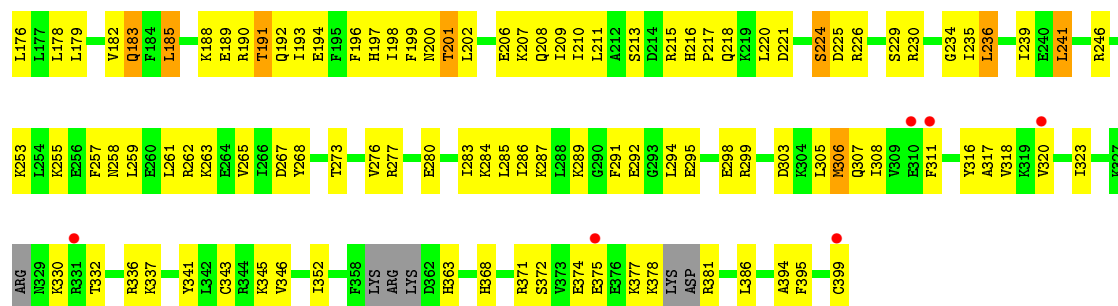 L176 L177 L178 L179 V182 Q183 F184 L185 K188 E189 R190 T191 Q192 I193 E194 F195 F196 H197 I198 F199 N200 T201 L202 E206 K207 Q208 I209 I210 L211 A212 S213 D214 R215 H216 P217 Q218 K219 L220 D221 S224 D225 R226 S229 R230 G234 I235 L236 I239 E240 L241 R246
K253 L254 K255 E256 F257 N258 L259 E260 L261 R262 K263 E264 V265 I266 D267 Y268 T273 V276 R277 E280 I283 K284 L285 I286 K287 L288 K289 G290 F291 E292 G293 L294 E295 E298 R299 D303 K304 L305 M306 Q307 I308 V309 E310 F311 Y316 A317 V318 K319 V320 I323 K327
ARG N329 K330 R331 T332 R336 K337 Y341 L342 C343 R344 K345 V346 I352 F358 LYS ARG LYS D362 H363 H368 R371 S372 V373 E374 E375 E376 K377 K378 LYS ASP R381 L386 A394 F395 C399